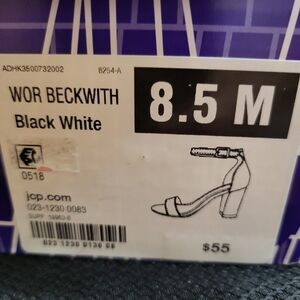 ADHK3500732002 8254-A
WOR BECKWITH
8.5 M
Black White
0518
jcp.com
023-1230 0083
$55